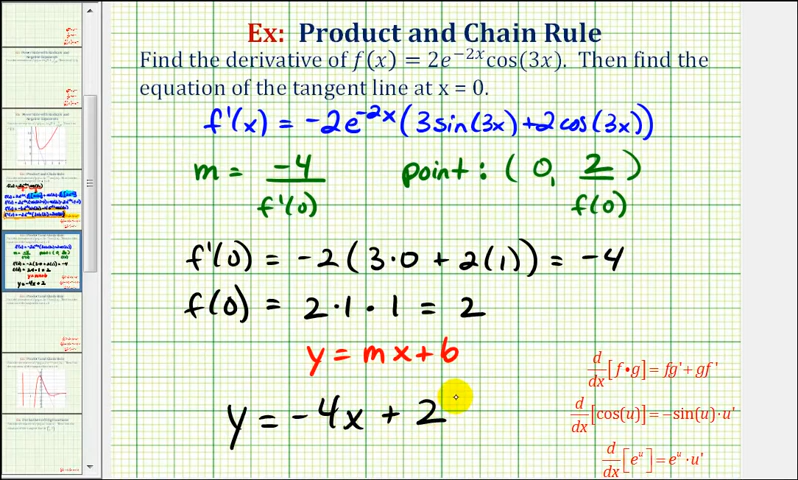 Ex: Product and Chain Rule
Find the derivative of f(x) = 2e^{-2x}cos(3x). Then find the
equation of the tangent line at x = 0.
f'(x) = -2e^{-2x}(3sin(3x)+2cos(3x))
m = -4 / f'(0) point: (0, 2 / f(0))
f'(0) = -2(3·0 + 2(1)) = -4
f(0) = 2·1·1 = 2
y = mx+b
y = -4x + 2
d/dx [f•g] = fg' + gf'
d/dx [cos(u)] = -sin(u)·u'
d/dx [e^u] = e^u·u'